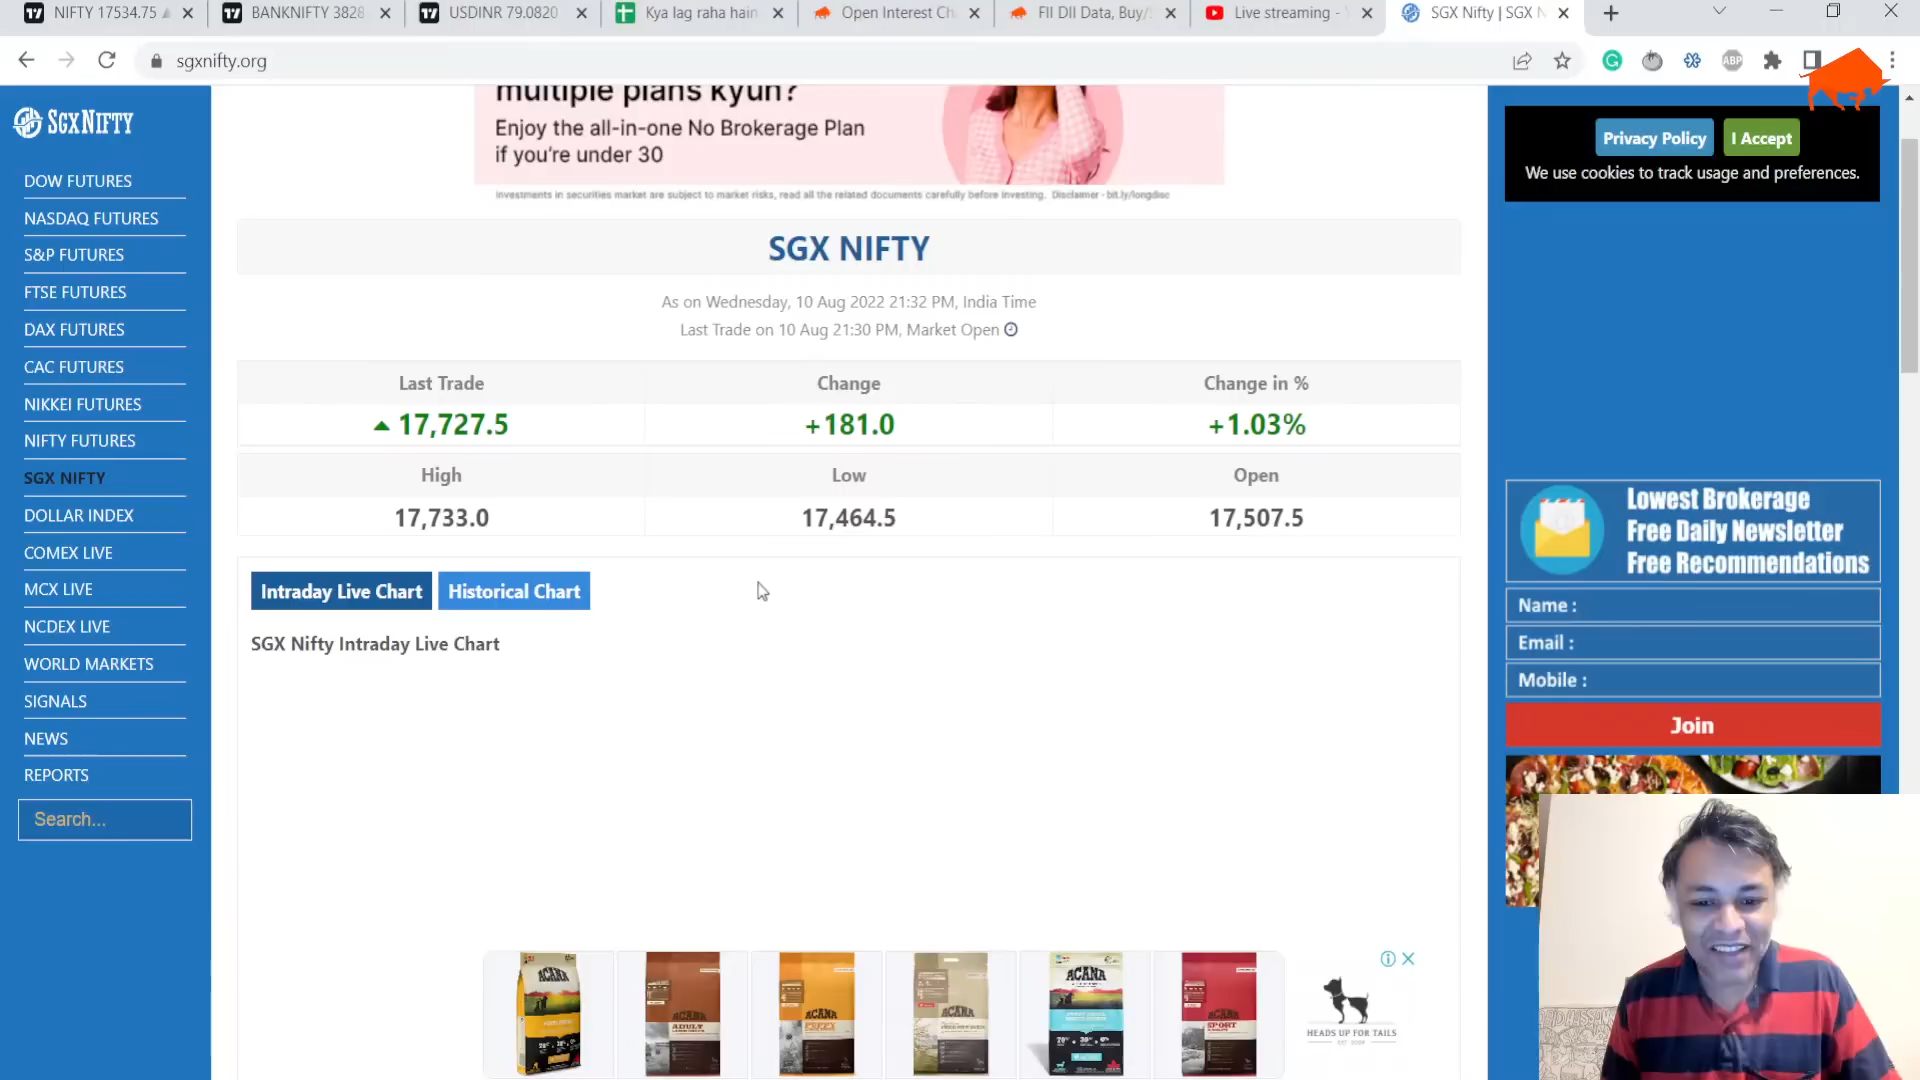 NIFTY 17534.75
BANKNIFTY 3828
USDINR 79.0820
Kya lag raha hain
Open Interest Ch
FII DII Data, Buy/
Live streaming -
SGX Nifty | SGX N
sgxnifty.org
ABP
SGXNIFTY
DOW FUTURES
NASDAQ FUTURES
S&P FUTURES
FTSE FUTURES
DAX FUTURES
CAC FUTURES
NIKKEI FUTURES
NIFTY FUTURES
SGX NIFTY
DOLLAR INDEX
COMEX LIVE
MCX LIVE
NCDEX LIVE
WORLD MARKETS
SIGNALS
NEWS
REPORTS
Search...
multiple plans kyun?
Enjoy the all-in-one No Brokerage Plan
if you're under 30
Investments in securities market are subject to market risks, read all the related documents carefully before investing. Disclaimer - bit.ly/longdisc
SGX NIFTY
As on Wednesday, 10 Aug 2022 21:32 PM, India Time
Last Trade on 10 Aug 21:30 PM, Market Open
Last Trade Change Change in %
17,727.5 +181.0 +1.03%
High Low Open
17,733.0 17,464.5 17,507.5
Intraday Live Chart Historical Chart
SGX Nifty Intraday Live Chart
ACANA
ACANA
ADULT
ACANA
ACANA
ACANA
ACANA
SPORT
HEADS UP FOR TAILS
Privacy Policy I Accept
We use cookies to track usage and preferences.
Lowest Brokerage
Free Daily Newsletter
Free Recommendations
Name :
Email :
Mobile :
Join